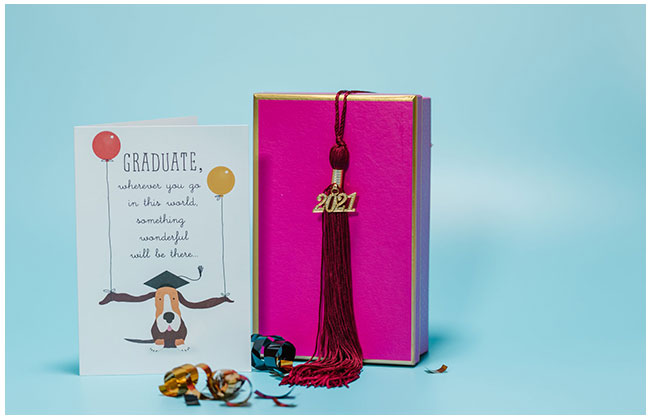 GRADUATE,
wherever you go
in this world,
something
wonderful
will be there...
2021